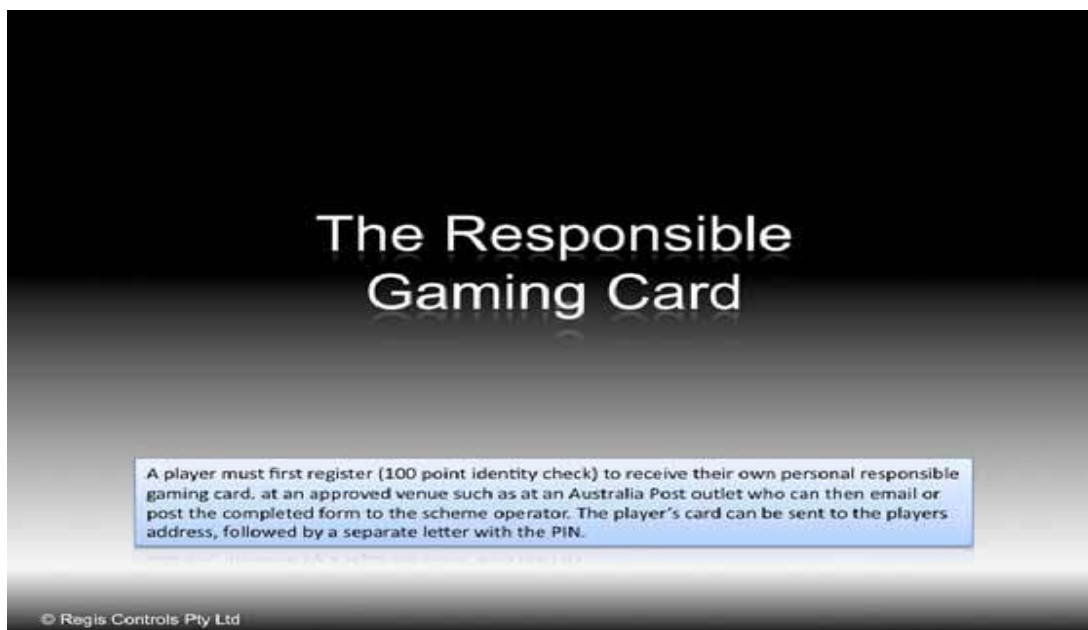 The Responsible
Gaming Card
A player must first register (100 point identity check) to receive their own personal responsible
gaming card, at an approved venue such as at an Australia Post outlet who can then email or
post the completed form to the scheme operator. The player's card can be sent to the players
address, followed by a separate letter with the PIN.
© Regis Controls Pty Ltd